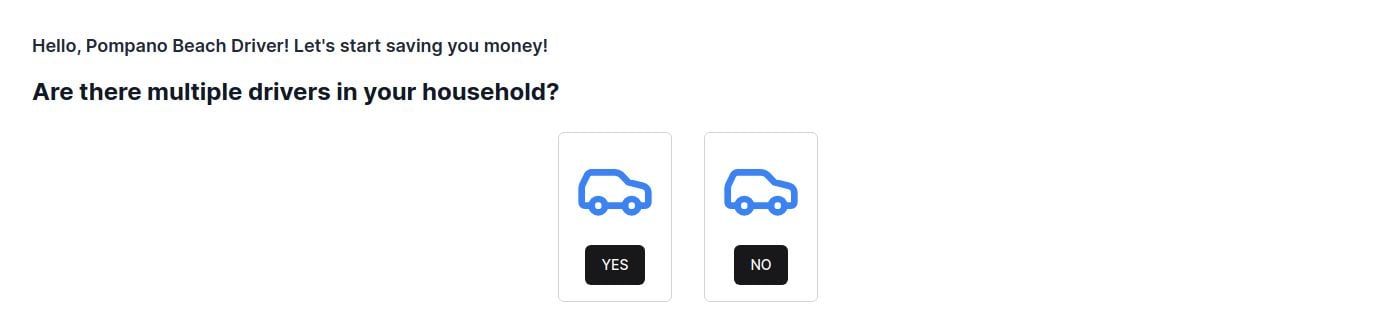 Hello, Pompano Beach Driver! Let's start saving you money!
Are there multiple drivers in your household?
YES
NO